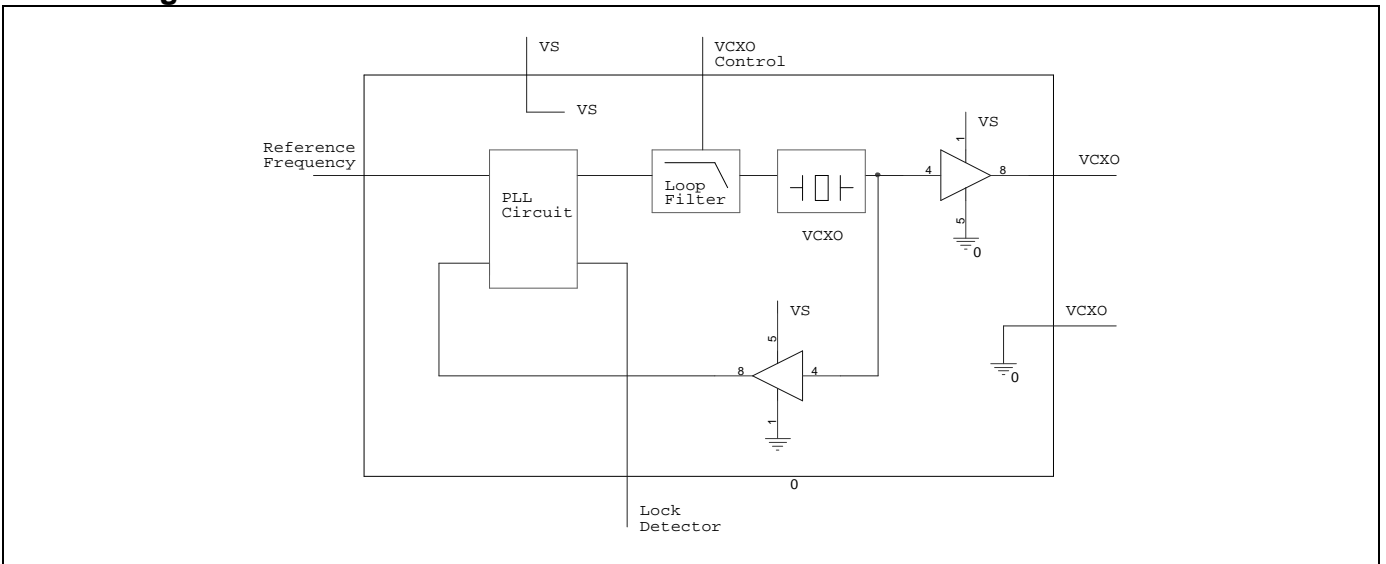 VS
VCXO
Control
VS
VS
1
Reference
Frequency
VCXO
4
8
PLL
Circuit
Loop
Filter
5
VCXO
0
VS
VCXO
5
8
4
0
1
0
Lock
Detector